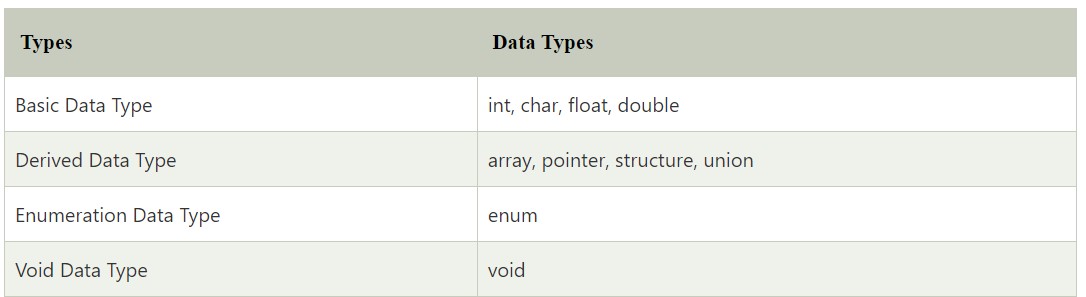 Types Data Types
Basic Data Type int, char, float, double
Derived Data Type array, pointer, structure, union
Enumeration Data Type enum
Void Data Type void